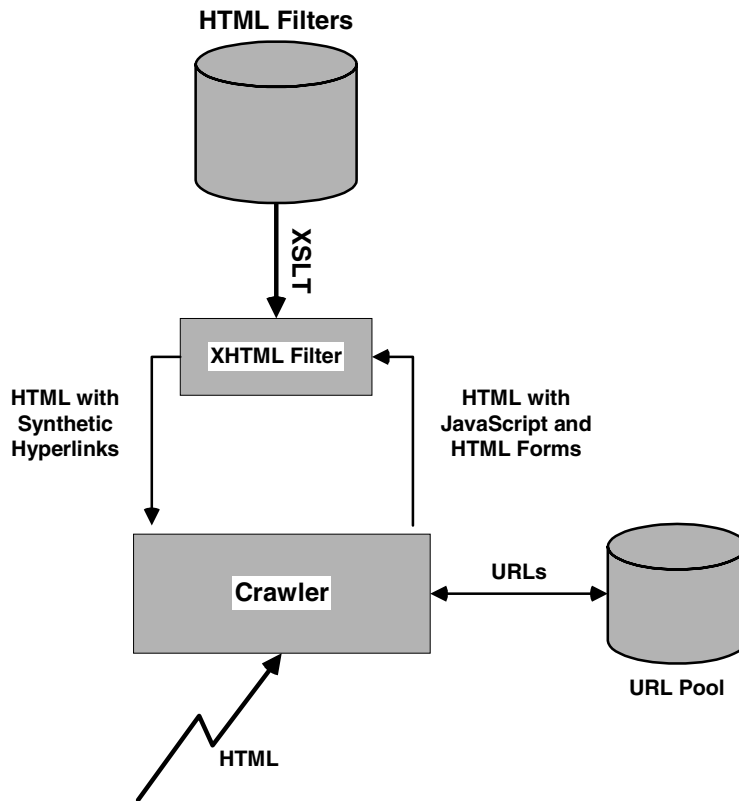 HTML Filters
XSLT
XHTML Filter
HTML with
Synthetic
Hyperlinks
HTML with
JavaScript and
HTML Forms
Crawler
URLs
URL Pool
HTML